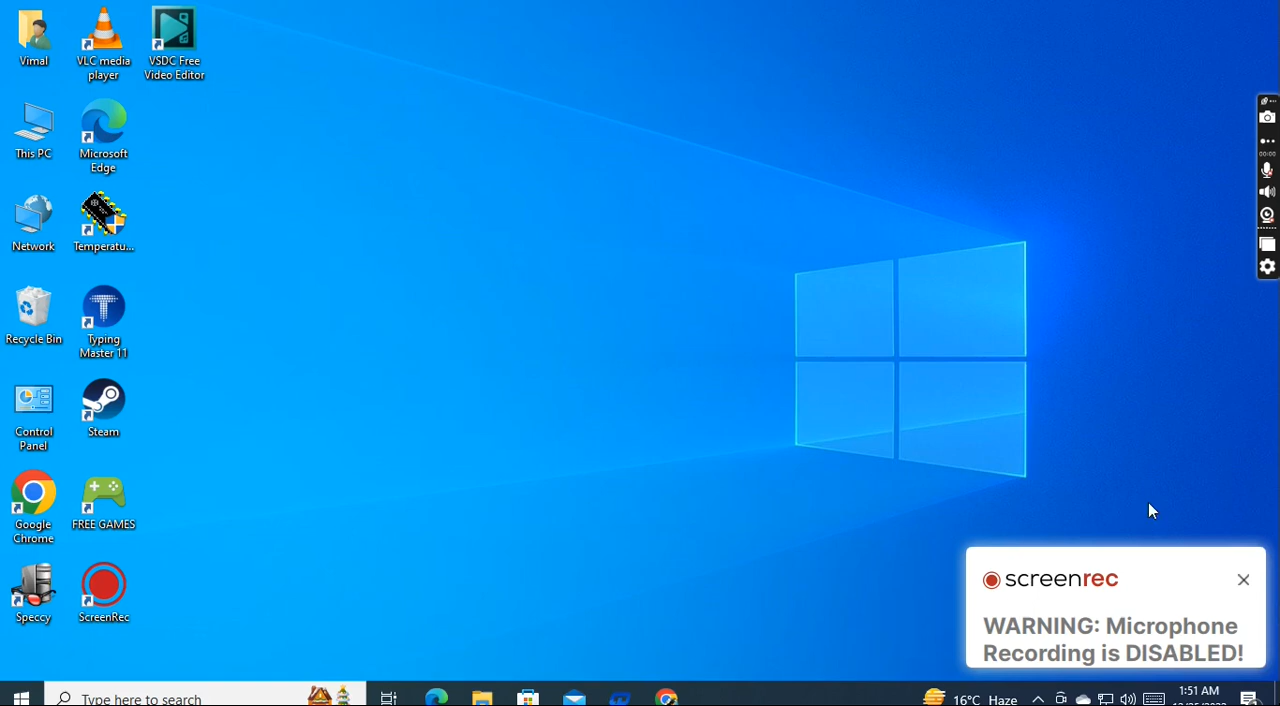 Vimal
VLC media
player
VSDC Free
Video Editor
This PC
Microsoft
Edge
Network
Temperatu...
Recycle Bin
Typing
Master 11
Control
Panel
Steam
Google
Chrome
FREE GAMES
Speccy
ScreenRec
00:00
screenrec
WARNING: Microphone
Recording is DISABLED!
Type here to search
16°C Haze
1:51 AM